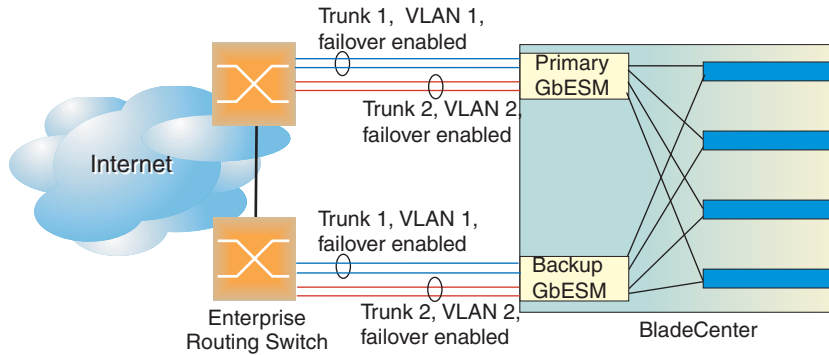 Trunk 1, VLAN 1,
failover enabled
Primary
GbESM
Trunk 2, VLAN 2,
failover enabled
Internet
Trunk 1, VLAN 1,
failover enabled
Backup
GbESM
Trunk 2, VLAN 2,
failover enabled
Enterprise
Routing Switch
BladeCenter